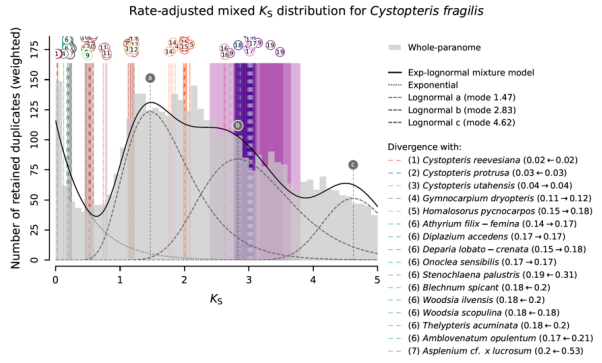 Rate-adjusted mixed KS distribution for Cystopteris fragilis
Number of retained duplicates (weighted)
175
150
125
100
75
50
25
0
a
b
c
0
1
2
3
4
5
KS
Whole-paranome
Exp-lognormal mixture model
Exponential
Lognormal a (mode 1.47)
Lognormal b (mode 2.83)
Lognormal c (mode 4.62)
Divergence with:
(1) Cystopteris reevesiana (0.02←0.02)
(2) Cystopteris protrusa (0.03←0.03)
(3) Cystopteris utahensis (0.04→0.04)
(4) Gymnocarpium dryopteris (0.11→0.12)
(5) Homalosorus pycnocarpos (0.15→0.18)
(6) Athyrium filix−femina (0.14→0.17)
(6) Diplazium accedens (0.17→0.17)
(6) Deparia lobato−crenata (0.15→0.18)
(6) Onoclea sensibilis (0.17→0.17)
(6) Stenochlaena palustris (0.19←0.31)
(6) Blechnum spicant (0.18←0.2)
(6) Woodsia ilvensis (0.18←0.2)
(6) Woodsia scopulina (0.18←0.18)
(6) Thelypteris acuminata (0.18←0.2)
(6) Amblovenatum opulentum (0.17←0.21)
(7) Asplenium cf. x lucrosum (0.2←0.53)